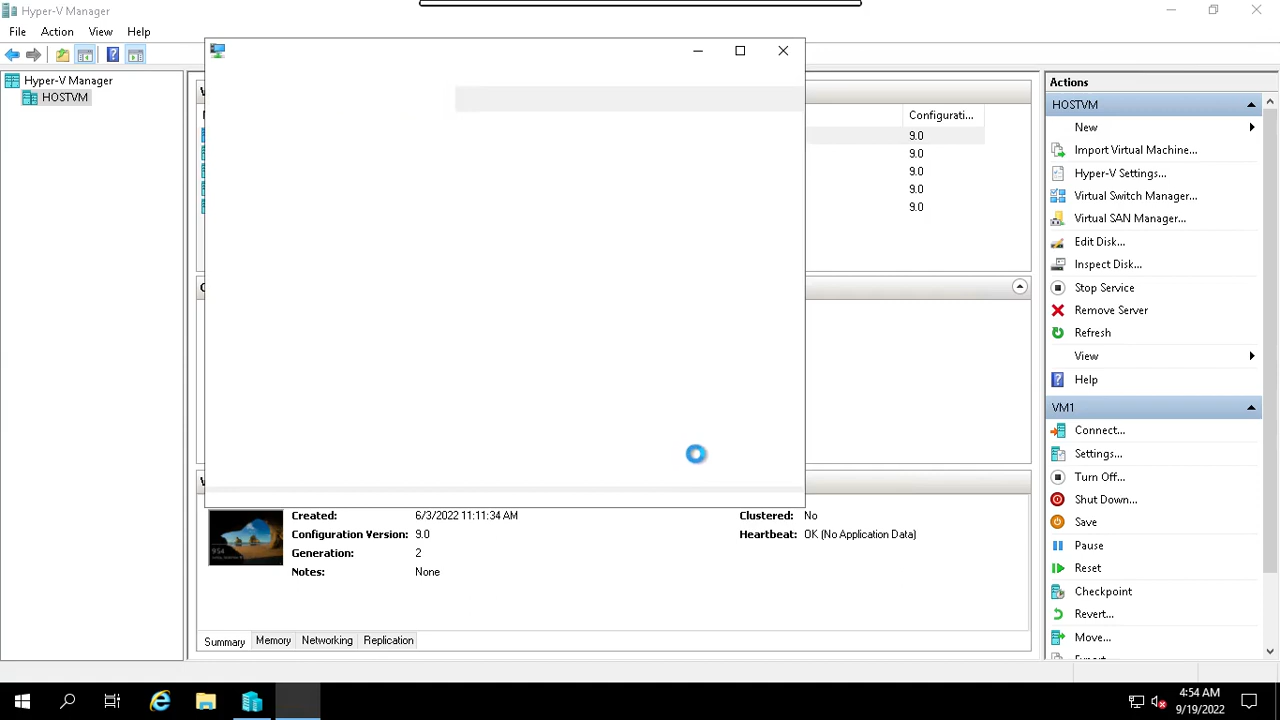 Hyper-V Manager
File Action View Help
Hyper-V Manager
HOSTVM
Configurati...
9.0
9.0
9.0
9.0
9.0
Created: 6/3/2022 11:11:34 AM Clustered: No
Configuration Version: 9.0 Heartbeat: OK (No Application Data)
Generation: 2
Notes: None
9:54
Summary Memory Networking Replication
Actions
HOSTVM
New
Import Virtual Machine...
Hyper-V Settings...
Virtual Switch Manager...
Virtual SAN Manager...
Edit Disk...
Inspect Disk...
Stop Service
Remove Server
Refresh
View
Help
VM1
Connect...
Settings...
Turn Off...
Shut Down...
Save
Pause
Reset
Checkpoint
Revert...
Move...
Export...
4:54 AM
9/19/2022